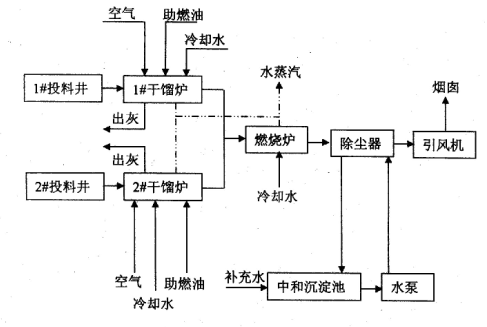 空气
助燃油
冷却水
水蒸汽
烟囱
1#投料井
1#干馏炉
出灰
燃烧炉
除尘器
引风机
出灰
2#投料井
2#干馏炉
冷却水
空气
助燃油
冷却水
补充水
中和沉淀池
水泵